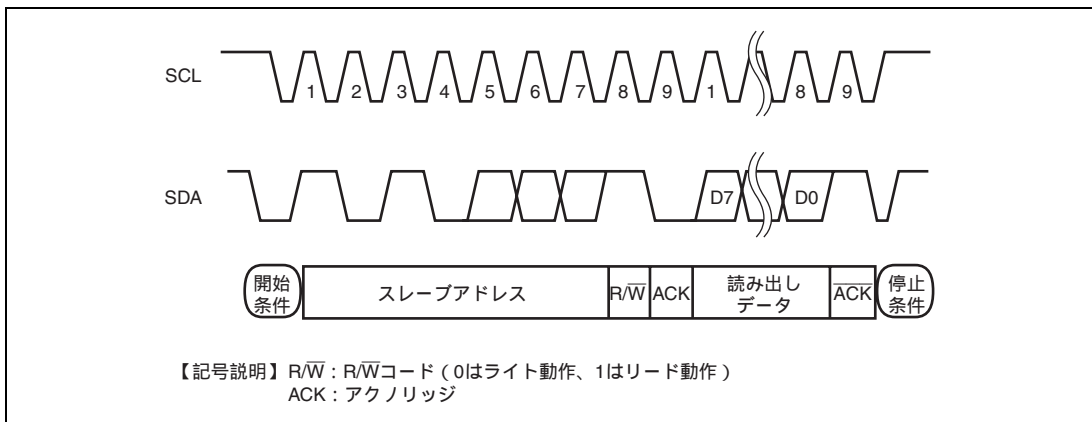 SCL
1 2 3 4 5 6 7 8 9 1 8 9
SDA
D7 D0
開始条件 スレーブアドレス R/W̅ ACK 読み出しデータ A̅C̅K̅ 停止条件
【記号説明】 R/W̅：R/W̅コード（0はライト動作、1はリード動作）
ACK：アクノリッジ